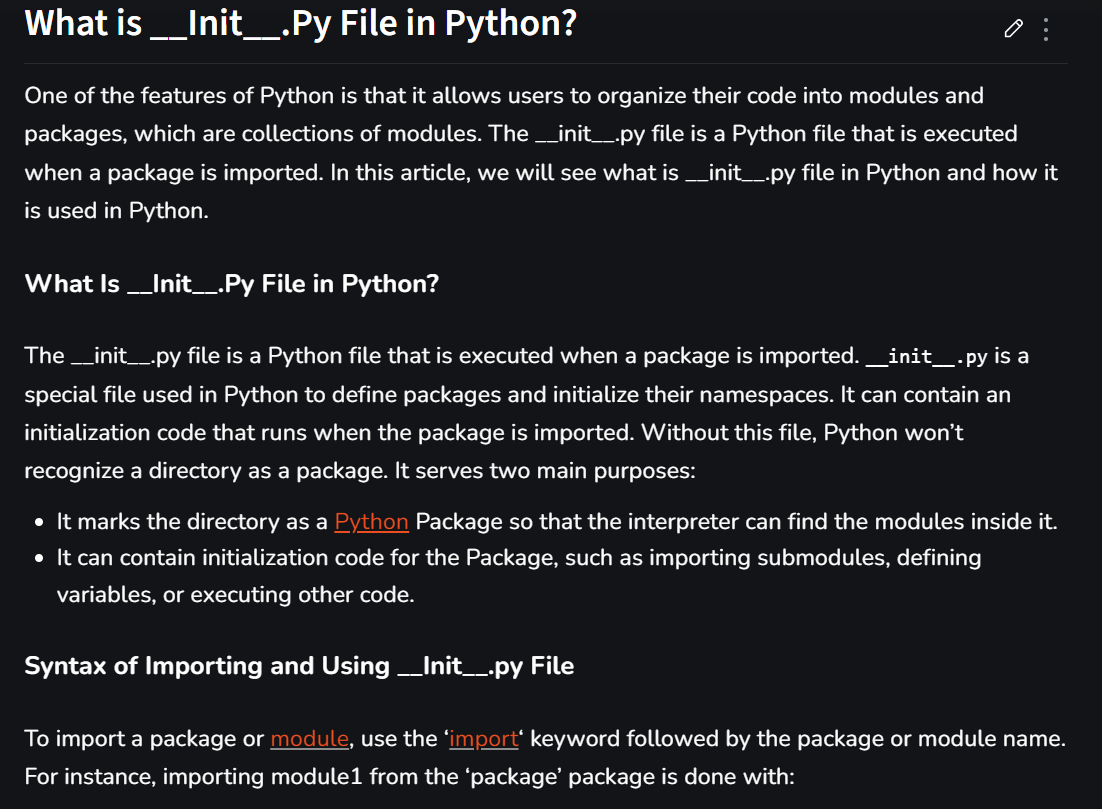 What is __Init__.Py File in Python?
One of the features of Python is that it allows users to organize their code into modules and
packages, which are collections of modules. The __init__.py file is a Python file that is executed
when a package is imported. In this article, we will see what is __init__.py file in Python and how it
is used in Python.
What Is __Init__.Py File in Python?
The __init__.py file is a Python file that is executed when a package is imported. __init__.py is a
special file used in Python to define packages and initialize their namespaces. It can contain an
initialization code that runs when the package is imported. Without this file, Python won’t
recognize a directory as a package. It serves two main purposes:
• It marks the directory as a Python Package so that the interpreter can find the modules inside it.
• It can contain initialization code for the Package, such as importing submodules, defining
variables, or executing other code.
Syntax of Importing and Using __Init__.py File
To import a package or module, use the ‘import‘ keyword followed by the package or module name.
For instance, importing module1 from the ‘package’ package is done with: